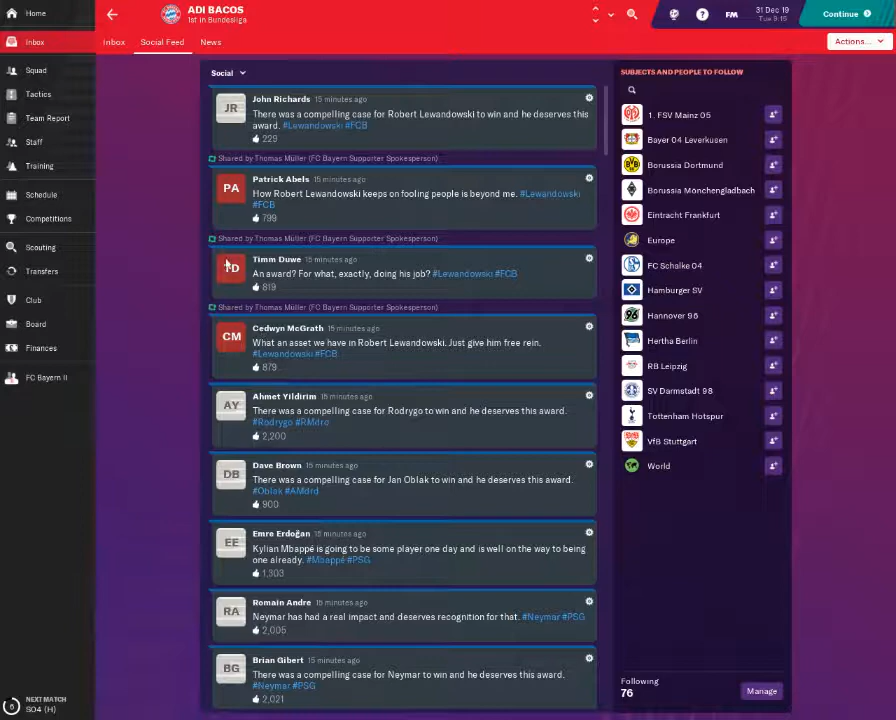 Home
ADI BACOS
1st in Bundesliga
FM
31 Dec 19
Tue 9:15
Continue
Inbox
Inbox
Social Feed
News
Actions...
Squad
Tactics
Team Report
Staff
Training
Schedule
Competitions
Scouting
Transfers
Club
Board
Finances
FC Bayern II
NEXT MATCH
S04 (H)
6
Social
JR
John Richards 15 minutes ago
There was a compelling case for Robert Lewandowski to win and he deserves this
award. #Lewandowski #FCB
229
Shared by Thomas Müller (FC Bayern Supporter Spokesperson)
PA
Patrick Abels 15 minutes ago
How Robert Lewandowski keeps on fooling people is beyond me. #Lewandowski
#FCB
799
Shared by Thomas Müller (FC Bayern Supporter Spokesperson)
TD
Timm Duwe 15 minutes ago
An award? For what, exactly, doing his job? #Lewandowski #FCB
819
Shared by Thomas Müller (FC Bayern Supporter Spokesperson)
CM
Cedwyn McGrath 15 minutes ago
What an asset we have in Robert Lewandowski. Just give him free rein.
#Lewandowski #FCB
879
AY
Ahmet Yildirim 15 minutes ago
There was a compelling case for Rodrygo to win and he deserves this award.
#Rodrygo #RMdrd
2,200
DB
Dave Brown 15 minutes ago
There was a compelling case for Jan Oblak to win and he deserves this award.
#Oblak #AMdrd
900
EE
Emre Erdoğan 15 minutes ago
Kylian Mbappé is going to be some player one day and is well on the way to being
one already. #Mbappé #PSG
1,303
RA
Romain Andre 15 minutes ago
Neymar has had a real impact and deserves recognition for that. #Neymar #PSG
2,005
BG
Brian Gibert 15 minutes ago
There was a compelling case for Neymar to win and he deserves this award.
#Neymar #PSG
2,021
SUBJECTS AND PEOPLE TO FOLLOW
1. FSV Mainz 05
Bayer 04 Leverkusen
Borussia Dortmund
Borussia Mönchengladbach
Eintracht Frankfurt
Europe
FC Schalke 04
Hamburger SV
Hannover 96
Hertha Berlin
RB Leipzig
SV Darmstadt 98
Tottenham Hotspur
VfB Stuttgart
World
Following
76
Manage